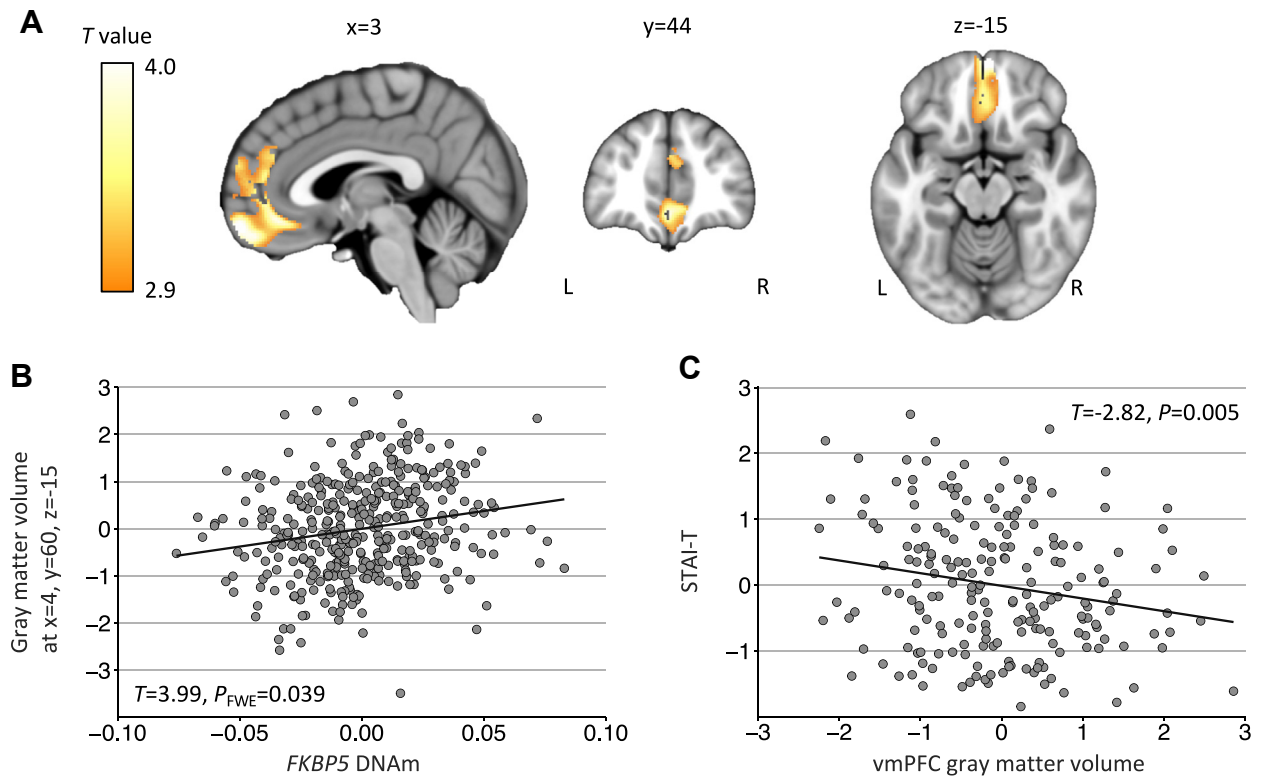 A
T value
4.0
2.9
x=3
y=44
z=-15
L
R
L
R
B
Gray matter volume
at x=4, y=60, z=-15
3
2
1
0
−1
−2
−3
T=3.99, PFWE=0.039
−0.10
−0.05
0.00
0.05
0.10
FKBP5 DNAm
C
STAI-T
3
2
1
0
−1
T=-2.82, P=0.005
−3
−2
−1
0
1
2
3
vmPFC gray matter volume